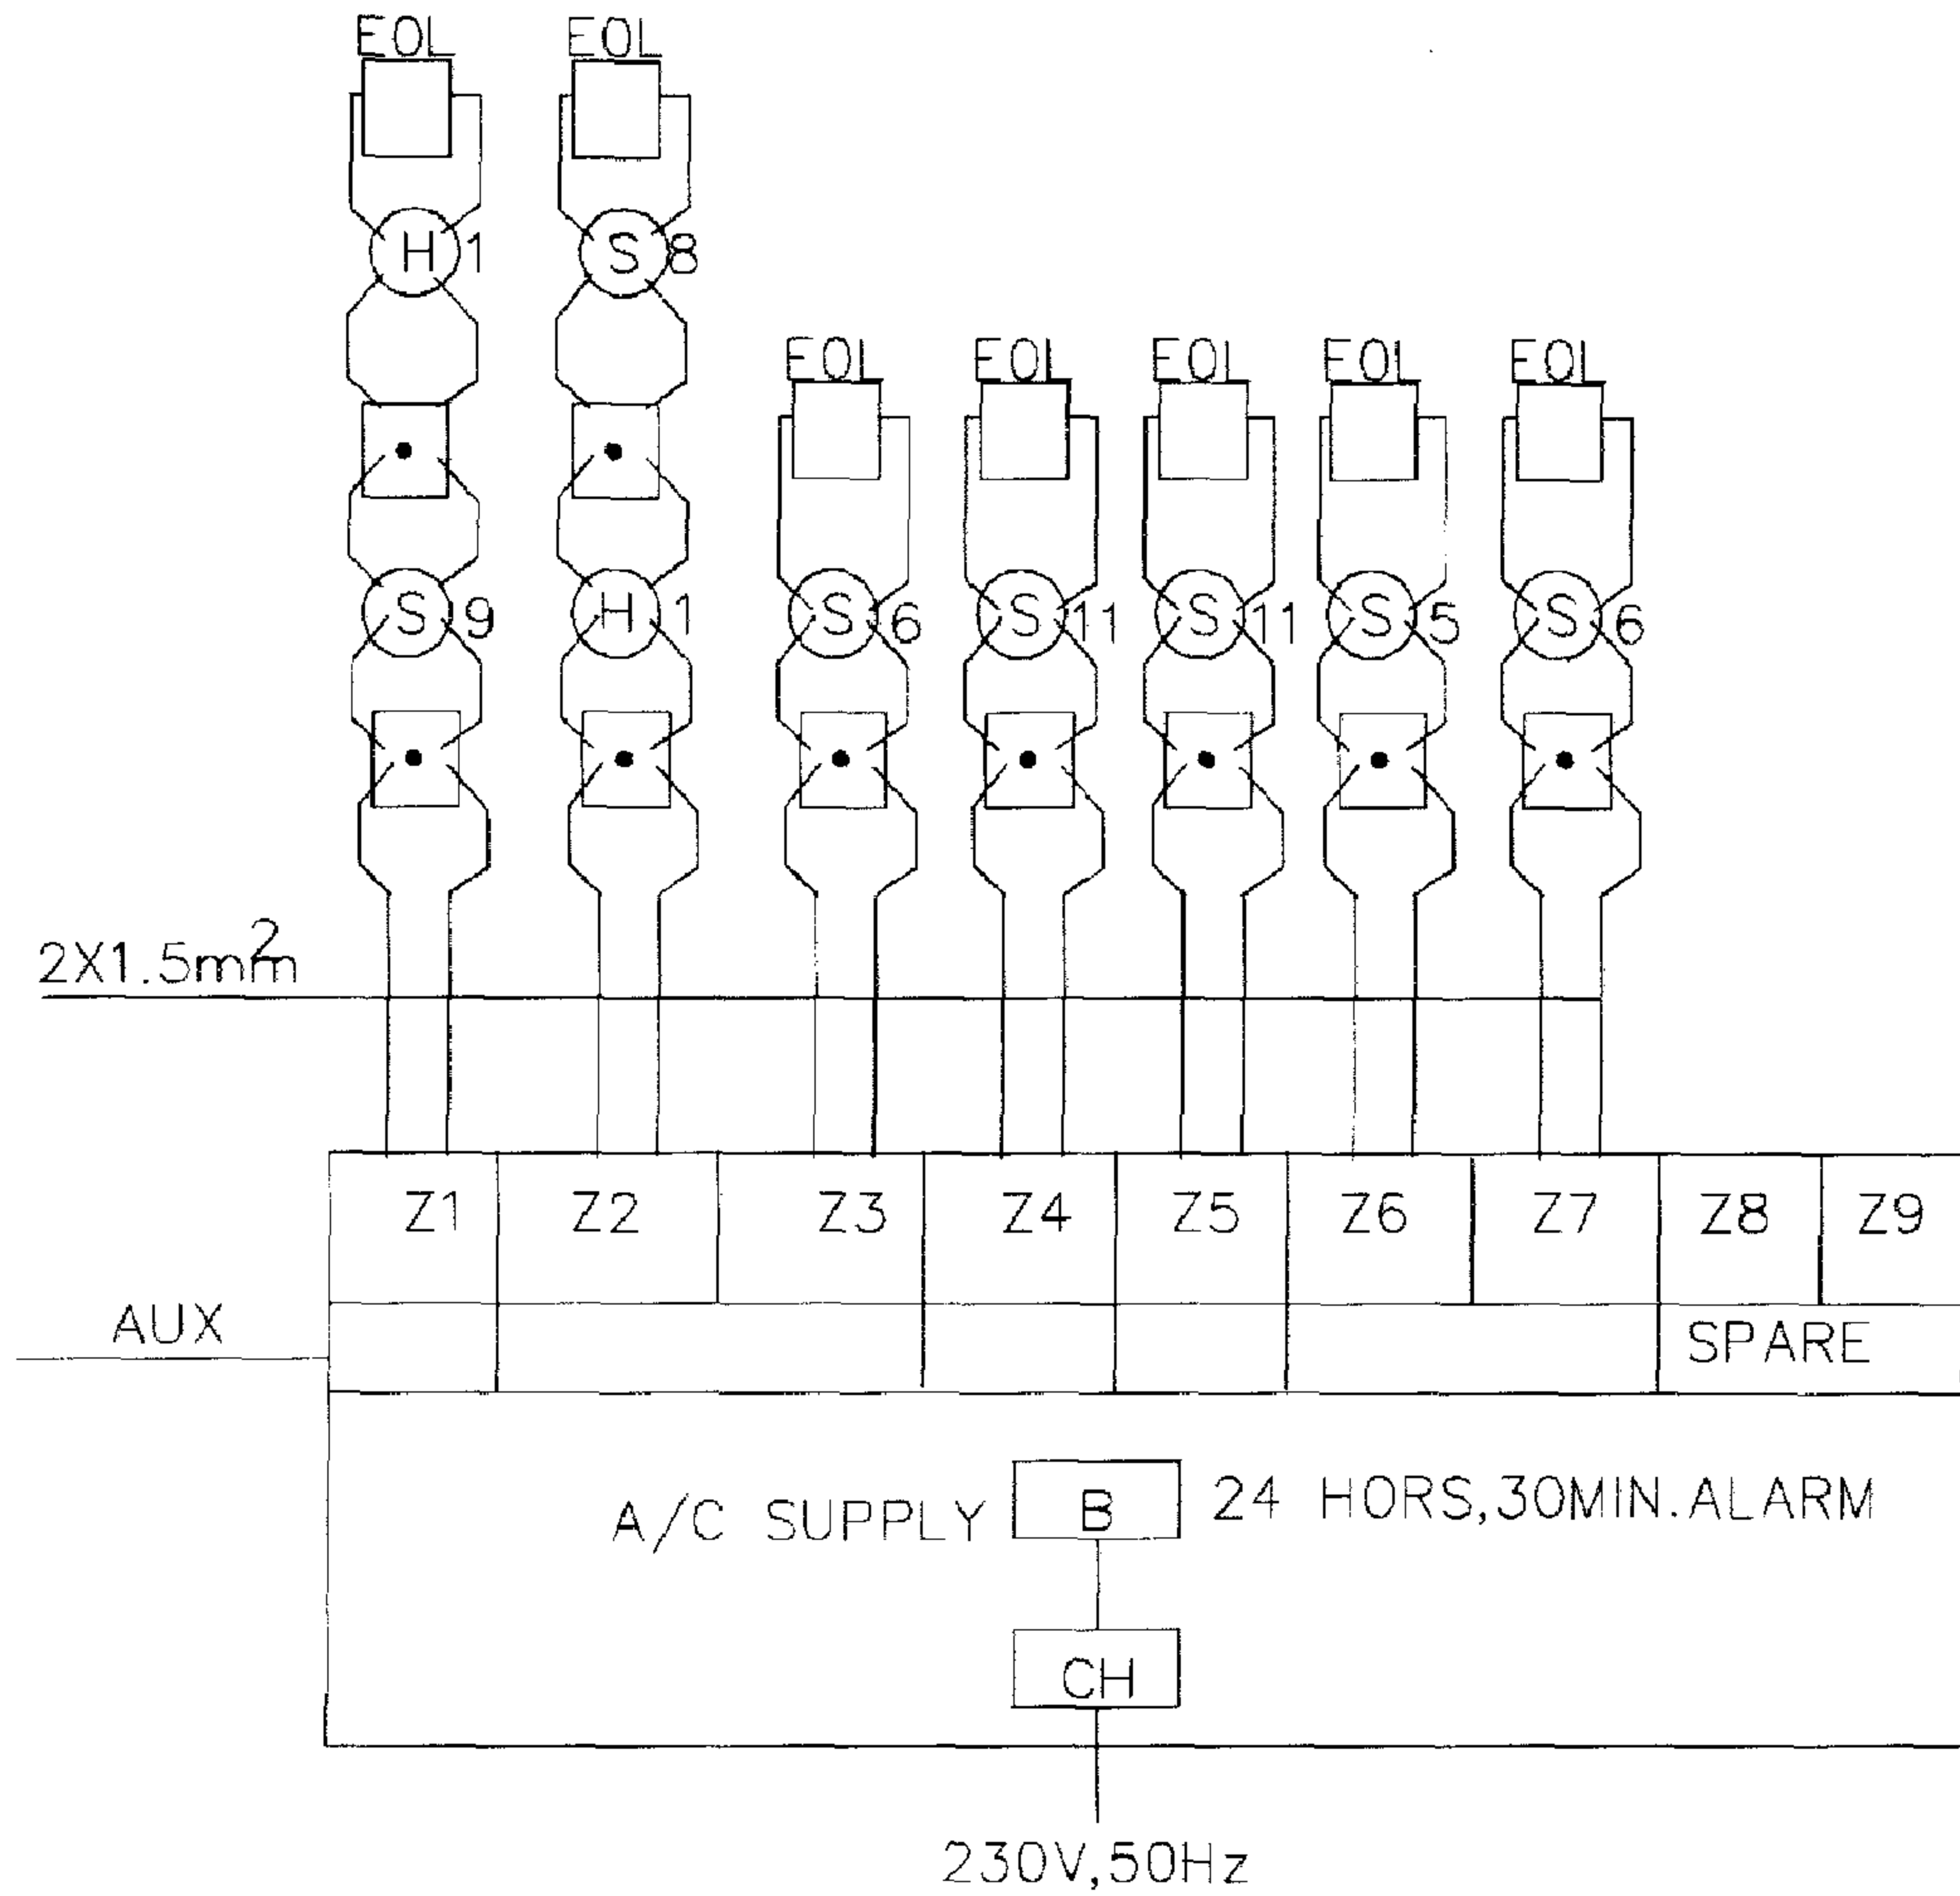 EOL EOL
H 1 S 8
EOL EOL EOL EOL EOL
S 9 H 1 S 6 S 11 S 11 S 5 S 6
2X1.5mm²
Z1 Z2 Z3 Z4 Z5 Z6 Z7 Z8 Z9
AUX
SPARE
A/C SUPPLY B 24 HORS,30MIN.ALARM
CH
230V,50Hz